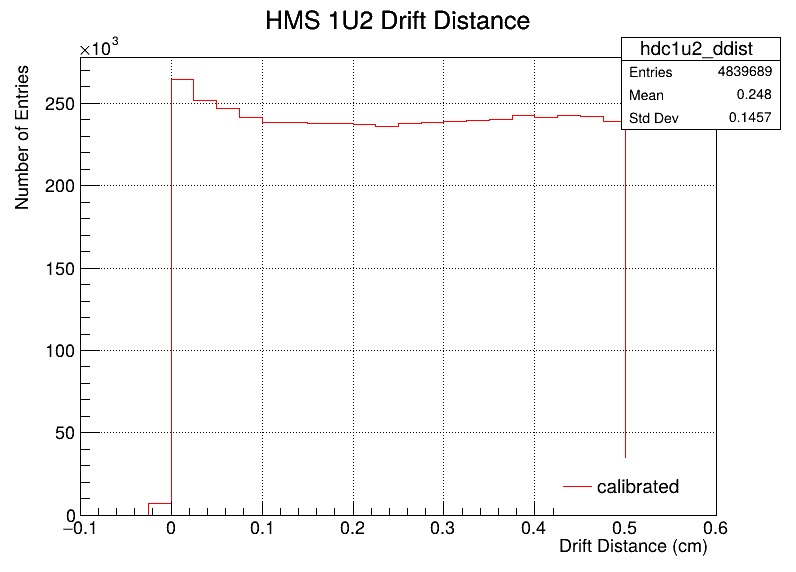 HMS 1U2 Drift Distance
×10³
hdc1u2_ddist
Entries 4839689
Mean 0.248
Std Dev 0.1457
Number of Entries
250
200
150
100
50
0
calibrated
−0.1 0 0.1 0.2 0.3 0.4 0.5 0.6
Drift Distance (cm)